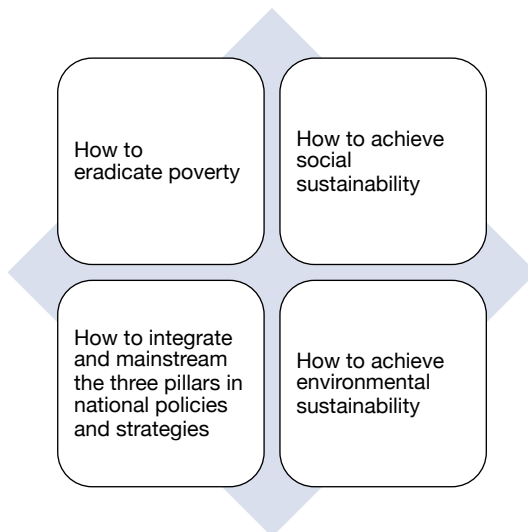 How to
eradicate poverty
How to achieve
social
sustainability
How to integrate
and mainstream
the three pillars in
national policies
and strategies
How to achieve
environmental
sustainability